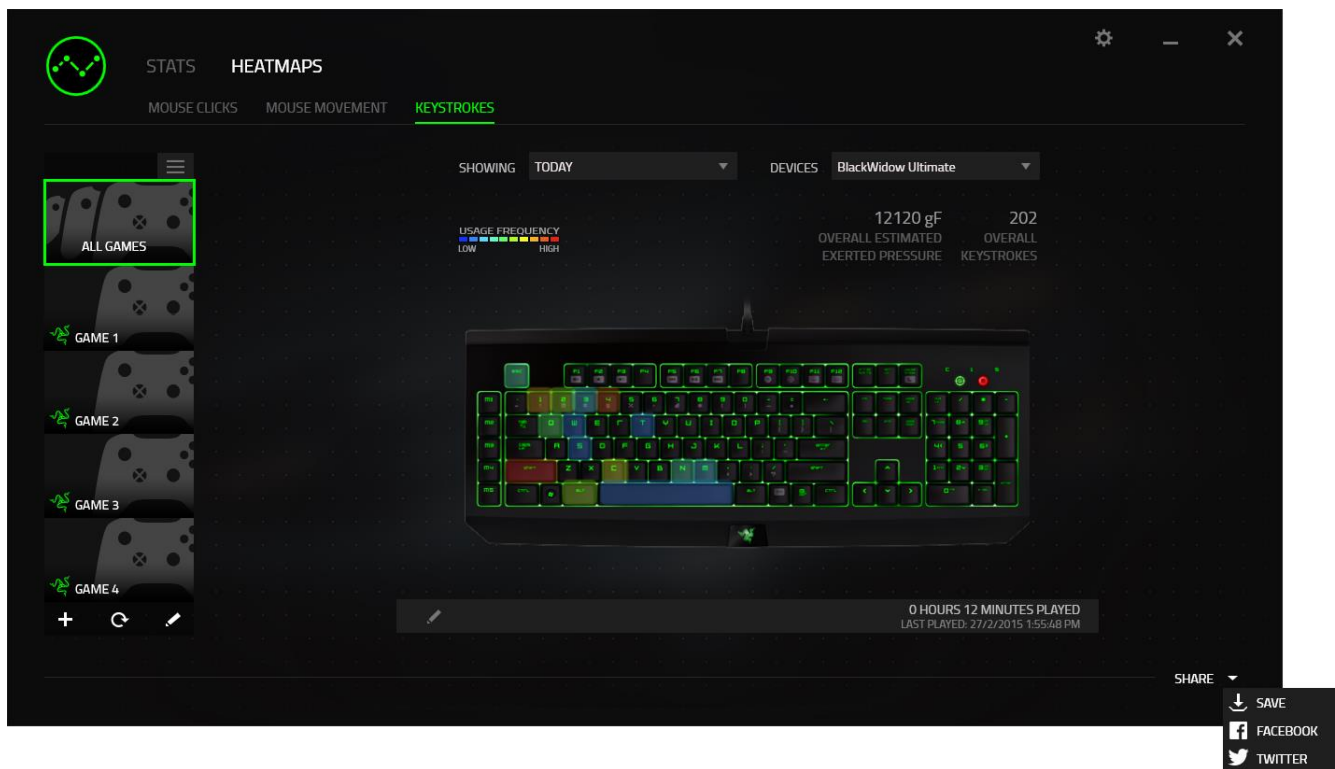 STATS HEATMAPS
MOUSE CLICKS MOUSE MOVEMENT KEYSTROKES
SHOWING TODAY DEVICES BlackWidow Ultimate
12120 gF 202
USAGE FREQUENCY
LOW HIGH
OVERALL ESTIMATED OVERALL
EXERTED PRESSURE KEYSTROKES
ALL GAMES
GAME 1
GAME 2
GAME 3
GAME 4
0 HOURS 12 MINUTES PLAYED
LAST PLAYED: 27/2/2015 1:55:48 PM
SHARE
SAVE
FACEBOOK
TWITTER